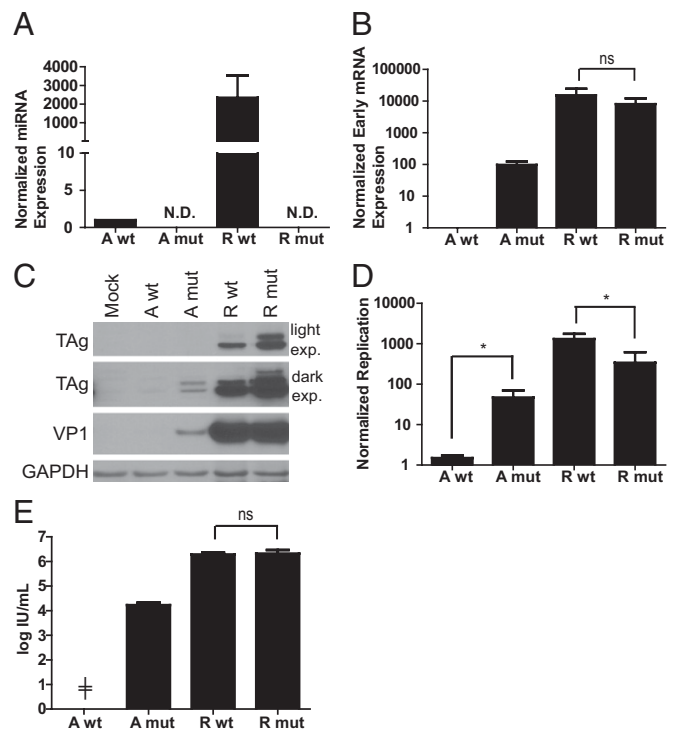 A
Normalized miRNA
Expression
4000
3000
2000
1000
10
5
0
N.D.
N.D.
A wt
A mut
R wt
R mut
B
Normalized Early mRNA
Expression
100000
10000
1000
100
10
1
ns
A wt
A mut
R wt
R mut
C
Mock
A wt
A mut
R wt
R mut
TAg
light
exp.
TAg
dark
exp.
VP1
GAPDH
D
Normalized Replication
10000
1000
100
10
1
*
*
A wt
A mut
R wt
R mut
E
log IU/mL
7
6
5
4
3
2
1
0
ǂ
ns
A wt
A mut
R wt
R mut